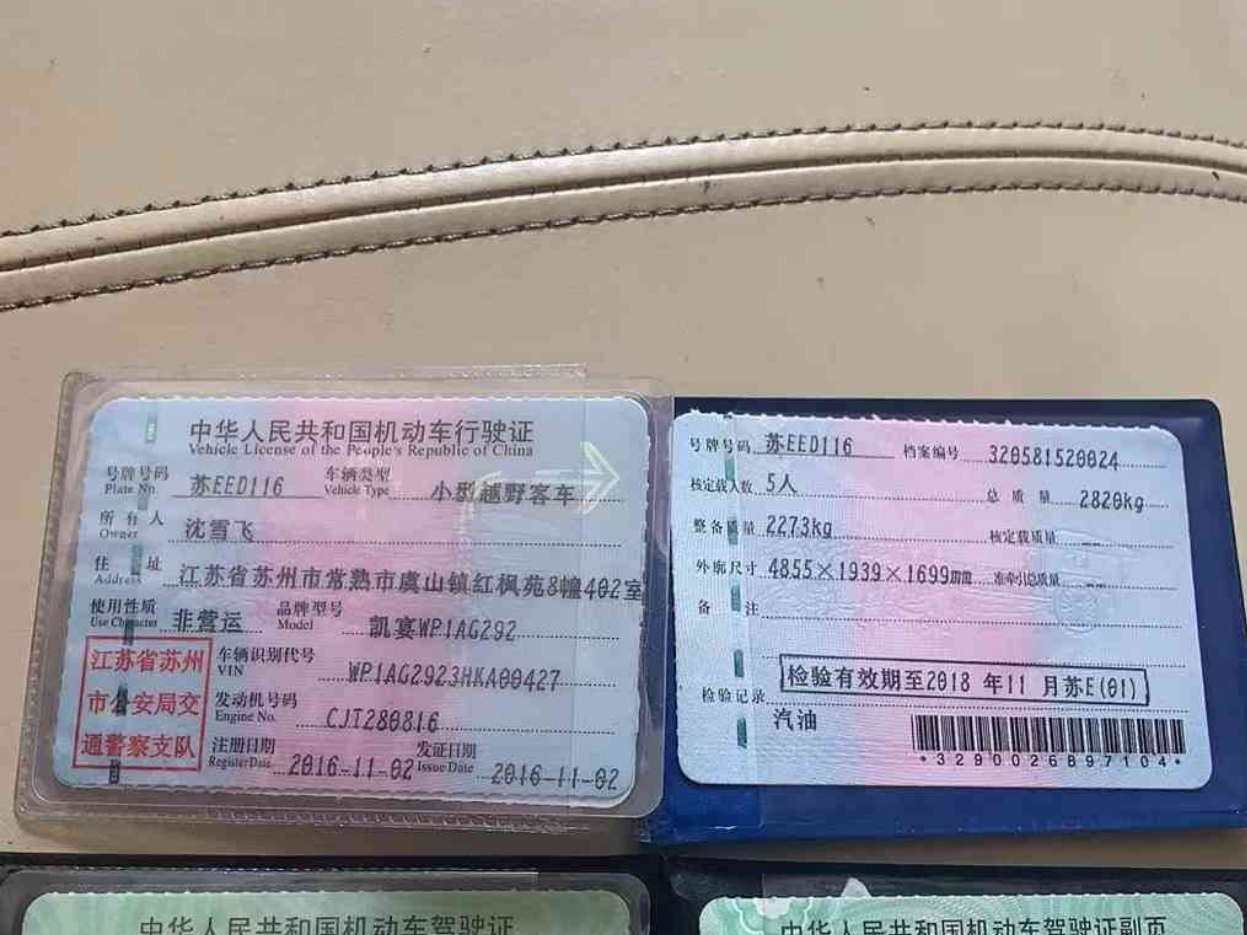 中华人民共和国机动车行驶证
Vehicle License of the People's Republic of China
号牌号码 苏EED116 车辆类型 小型越野客车
Plate No. Vehicle Type
所有人 沈雪飞
Owner
住址 江苏省苏州市常熟市虞山镇红枫苑8幢402室
Address
使用性质 非营运 品牌型号 凯宴WP1AG292
Use Character Model
江苏省苏州
市公安局交
通警察支队
车辆识别代号 WP1AG2923HKA00427
VIN
发动机号码 CJT280816
Engine No.
注册日期 2016-11-02 发证日期 2016-11-02
Register Date Issue Date
号牌号码 苏EED116 档案编号 320581520024
核定载人数 5人 总质量 2820kg
整备质量 2273kg 核定载质量 --
外廓尺寸 4855×1939×1699mm 准牵引总质量 --
备注
检验有效期至2018年11月苏E(01)
检验记录
汽油
*3290026897104*
中华人民共和国机动车驾驶证
中华人民共和国机动车驾驶证副页